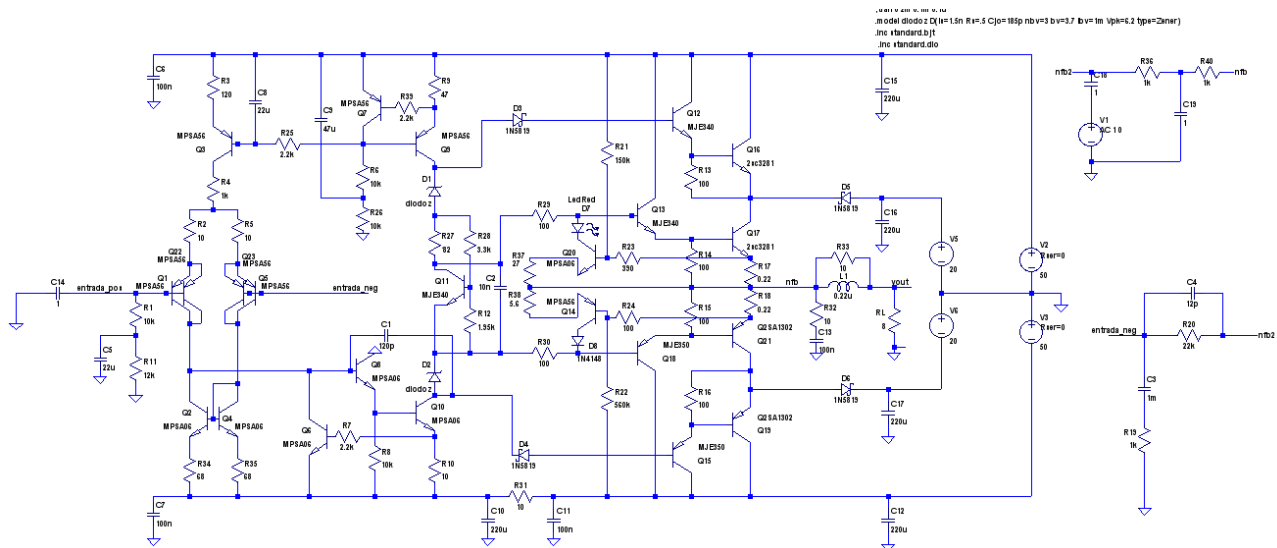 .model diodoz D(Is=1.5n Rs=.5 Cjo=185p nbv=3 bv=3.7 Ibv=1m Vpk=6.2 type=Zener)
.inc standard.bjt
.inc standard.dio
C6
100n
R3
120
C8
22u
C9
47u
MPSA56
Q7
R39
2.2k
R9
47
MPSA56
Q3
R25
2.2k
MPSA56
Q9
D3
1N5819
Q12
MJE340
C15
220u
R4
1k
R6
10k
R26
10k
D1
diodoz
R21
150k
R13
100
Q16
2sc3281
D5
1N5819
C16
220u
R2
10
R5
10
Q22
Q23
Q1
MPSA56
Q5
MPSA56
R27
82
R28
3.3k
R29
100
LedRed
D7
Q13
MJE340
Q17
2sc3281
Q20
MPSA06
R23
390
R37
27
R14
100
R17
0.22
R33
10
L1
0.22u
nfb
vout
V5
20
V2
Rser=0
50
C14
1
entrada_pos
R1
10k
entrada_neg
Q11
MJE340
C2
10n
R12
1.95k
R38
5.6
MPSA56
Q14
R24
100
R15
100
R18
0.22
R32
10
C13
100n
RL
8
V6
20
V3
Rser=0
50
C5
22u
R11
12k
C1
120p
Q8
MPSA06
D2
diodoz
R30
100
D8
1N4148
MJE350
Q18
Q2SA1302
Q21
D6
1N5819
C17
220u
Q2
MPSA06
Q4
MPSA06
Q6
MPSA06
R7
2.2k
R8
10k
Q10
MPSA06
R10
10
R22
560k
R16
100
Q2SA1302
Q19
D4
1N5819
MJE350
Q15
R34
68
R35
68
C7
100n
C10
220u
R31
10
C11
100n
C12
220u
nfb2
C18
1
R36
1k
R40
1k
nfb
C19
1
V1
AC 1 0
C4
12p
entrada_neg
R20
22k
nfb2
C3
1m
R19
1k